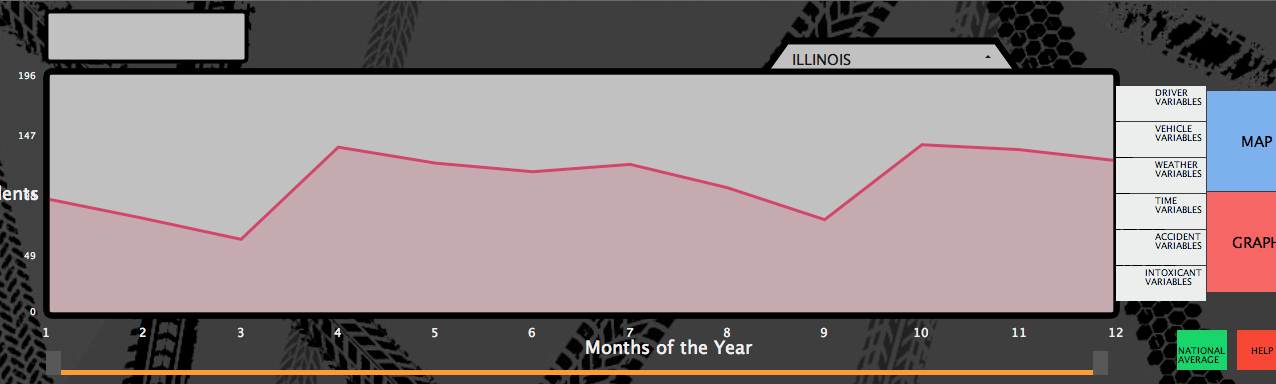 ILLINOIS
196
147
49
0
DRIVER
VARIABLES
VEHICLE
VARIABLES
WEATHER
VARIABLES
TIME
VARIABLES
ACCIDENT
VARIABLES
INTOXICANT
VARIABLES
MAP
GRAPH
1 2 3 4 5 6 7 8 9 10 11 12
Months of the Year
NATIONAL
AVERAGE
HELP